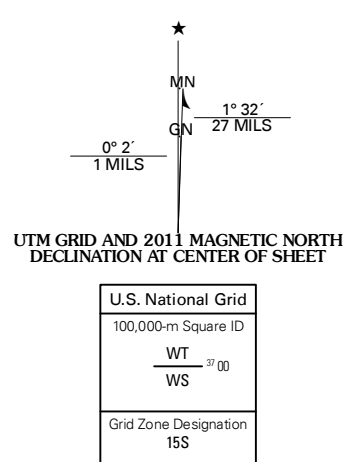 ★
MN
1° 32´
27 MILS
GN
0° 2´
1 MILS
UTM GRID AND 2011 MAGNETIC NORTH
DECLINATION AT CENTER OF SHEET
U.S. National Grid
100,000-m Square ID
WT
37 00
WS
Grid Zone Designation
15S